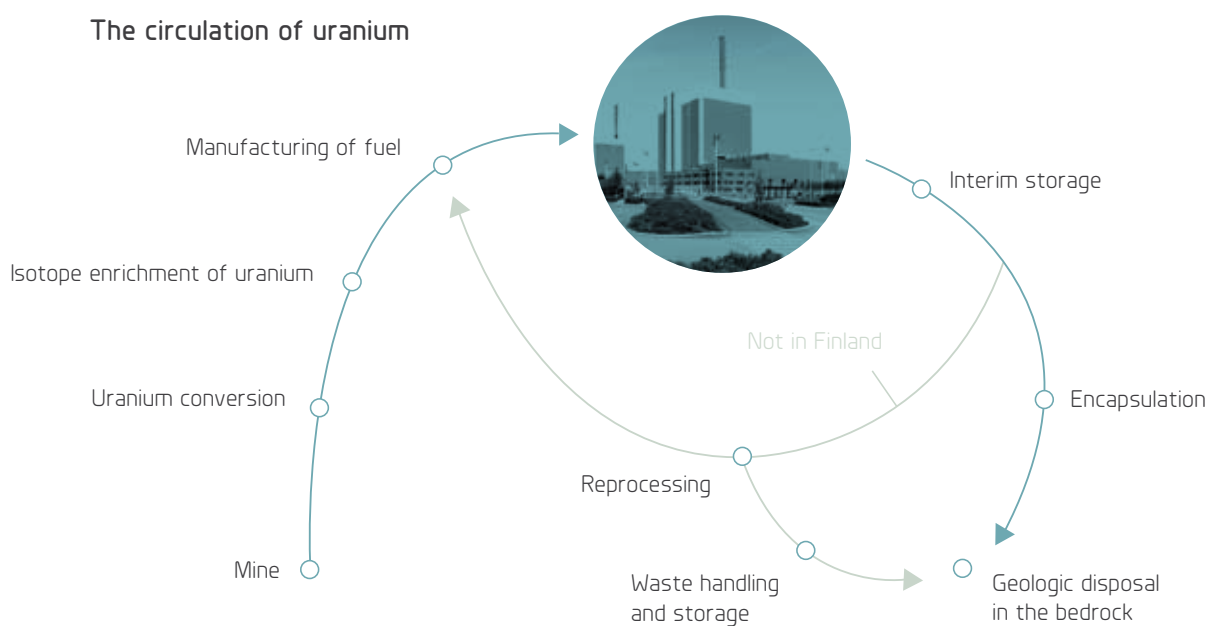 The circulation of uranium
Manufacturing of fuel
Interim storage
Isotope enrichment of uranium
Not in Finland
Uranium conversion
Encapsulation
Reprocessing
Mine
Waste handling
and storage
Geologic disposal
in the bedrock